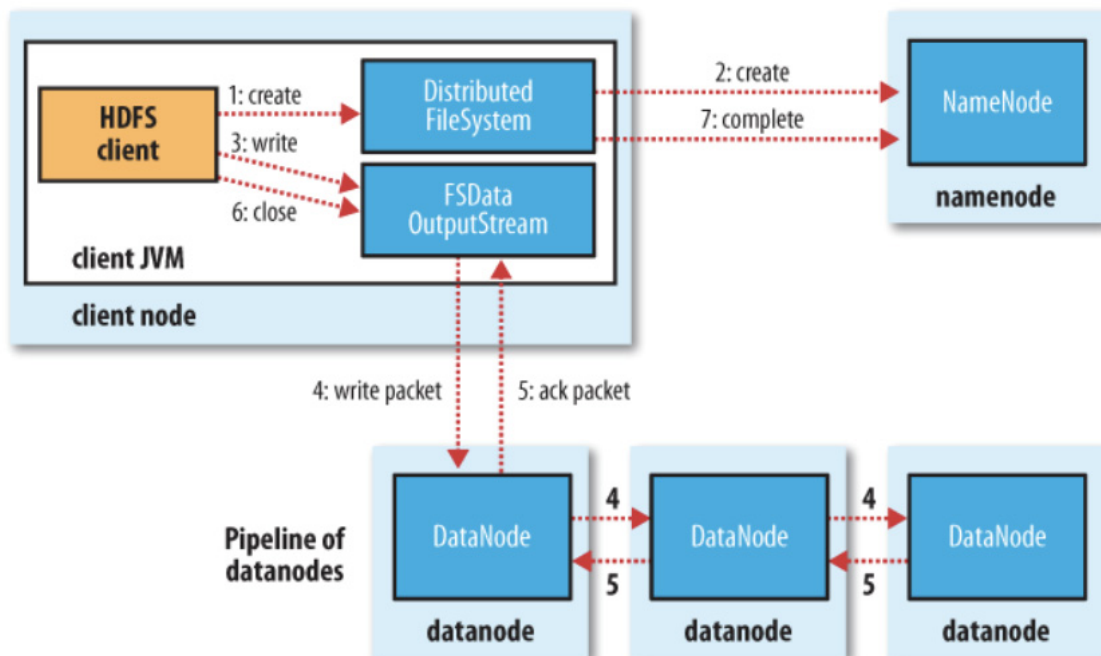 HDFS
client
1: create
3: write
6: close
Distributed
FileSystem
FSData
OutputStream
client JVM
client node
2: create
7: complete
NameNode
namenode
4: write packet
5: ack packet
Pipeline of
datanodes
DataNode
datanode
4
5
DataNode
datanode
4
5
DataNode
datanode